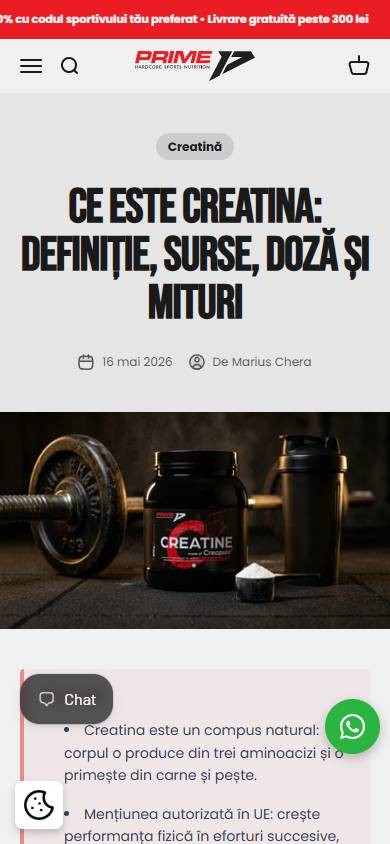 0% cu codul sportivului tău preferat • Livrare gratuită peste 300 lei
PRIME
HARDCORE SPORTS NUTRITION
Creatină
CE ESTE CREATINA:
DEFINIȚIE, SURSE, DOZĂ ȘI
MITURI
16 mai 2026 De Marius Chera
PRIME
CREATINE
Creapure
Chat
• Creatina este un compus natural:
corpul o produce din trei aminoacizi și o
primește din carne și pește.
• Mențiunea autorizată în UE: crește
performanța fizică în eforturi succesive,